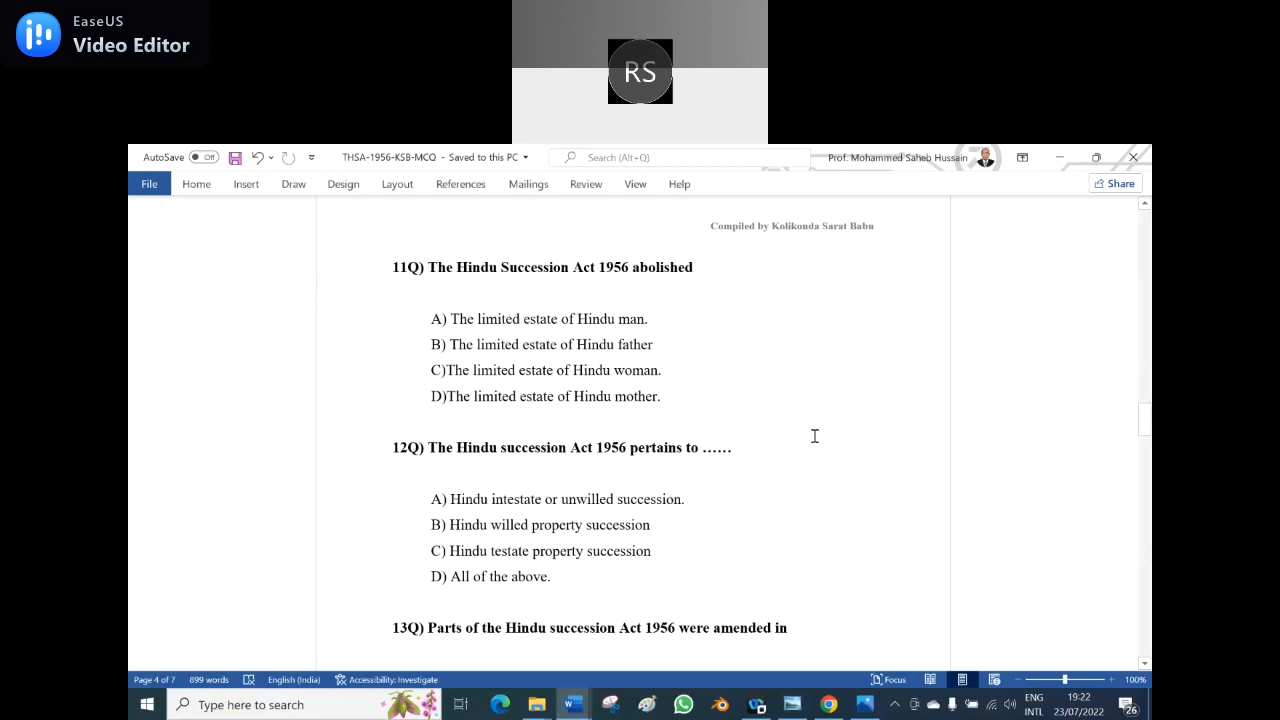 EaseUS
Video Editor
RS
AutoSave Off
THSA-1956-KSB-MCQ - Saved to this PC
Search (Alt+Q)
Prof. Mohammed Saheb Hussain
File Home Insert Draw Design Layout References Mailings Review View Help
Share
Compiled by Kolikonda Sarat Babu
11Q) The Hindu Succession Act 1956 abolished
A) The limited estate of Hindu man.
B) The limited estate of Hindu father
C)The limited estate of Hindu woman.
D)The limited estate of Hindu mother.
12Q) The Hindu succession Act 1956 pertains to ……
A) Hindu intestate or unwilled succession.
B) Hindu willed property succession
C) Hindu testate property succession
D) All of the above.
13Q) Parts of the Hindu succession Act 1956 were amended in
Page 4 of 7 899 words English (India) Accessibility: Investigate Focus 100%
Type here to search
ENG 19:22
INTL 23/07/2022 26